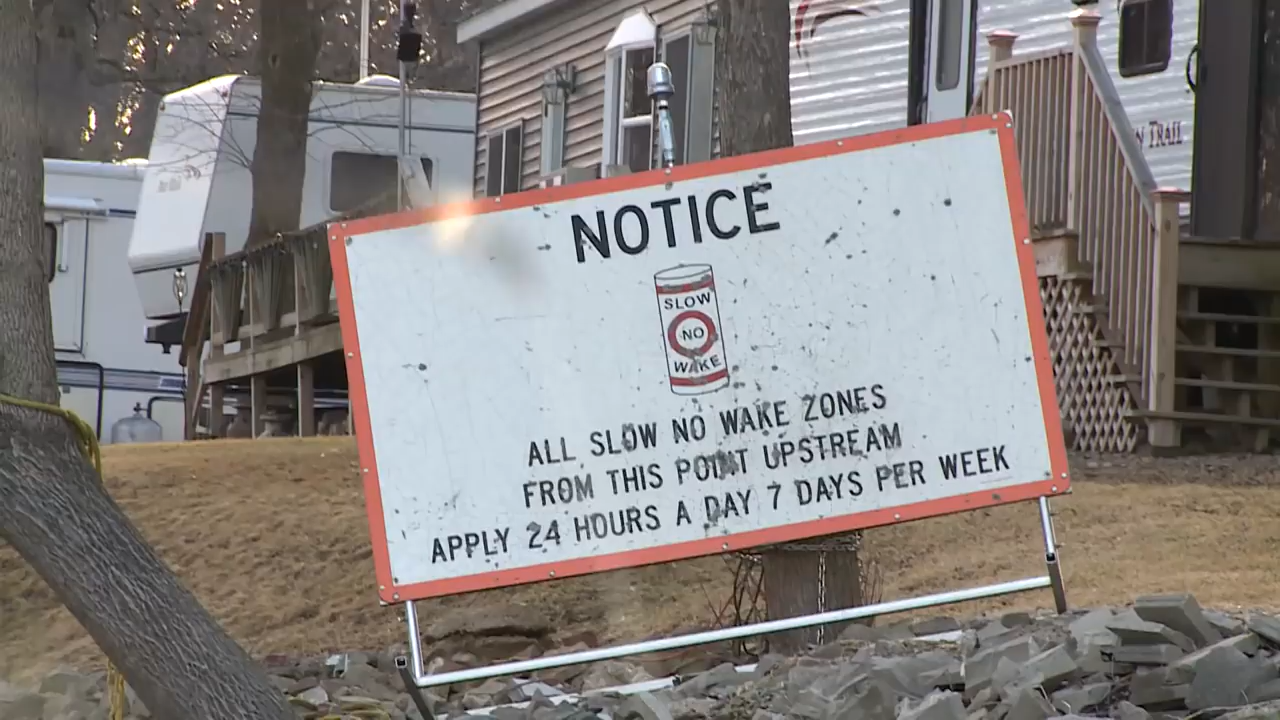 NOTICE
SLOW
NO
WAKE
ALL SLOW NO WAKE ZONES
FROM THIS POINT UPSTREAM
APPLY 24 HOURS A DAY 7 DAYS PER WEEK
TRAIL